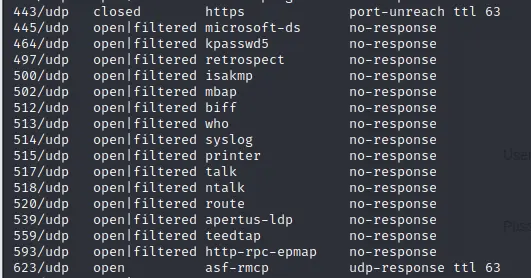 443/udp closed https port-unreach ttl 63
445/udp open|filtered microsoft-ds no-response
464/udp open|filtered kpasswd5 no-response
497/udp open|filtered retrospect no-response
500/udp open|filtered isakmp no-response
502/udp open|filtered mbap no-response
512/udp open|filtered biff no-response
513/udp open|filtered who no-response
514/udp open|filtered syslog no-response
515/udp open|filtered printer no-response
517/udp open|filtered talk no-response
518/udp open|filtered ntalk no-response
520/udp open|filtered route no-response
539/udp open|filtered apertus-ldp no-response
559/udp open|filtered teedtap no-response
593/udp open|filtered http-rpc-epmap no-response
623/udp open asf-rmcp udp-response ttl 63